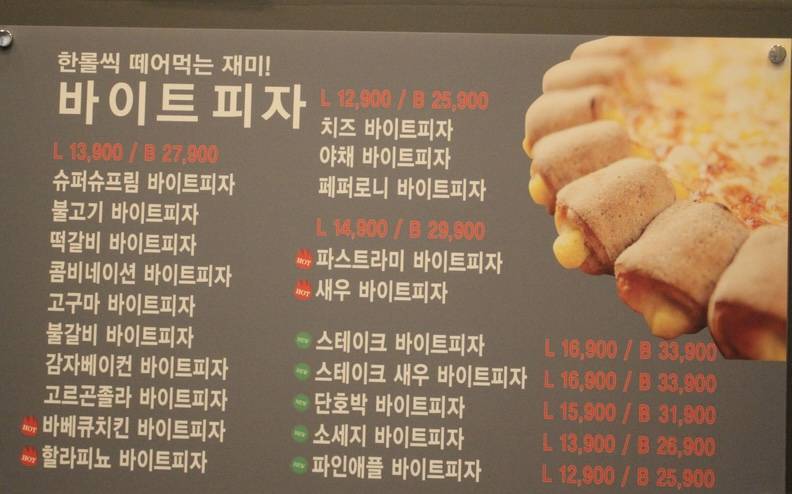 한롤씩 떼어먹는 재미!
바이트 피자
L 13,900 / B 27,900
슈퍼슈프림 바이트피자
불고기 바이트피자
떡갈비 바이트피자
콤비네이션 바이트피자
고구마 바이트피자
불갈비 바이트피자
감자베이컨 바이트피자
고르곤졸라 바이트피자
HOT 바베큐치킨 바이트피자
HOT 할라피뇨 바이트피자
L 12,900 / B 25,900
치즈 바이트피자
야채 바이트피자
페퍼로니 바이트피자
L 14,900 / B 29,900
HOT 파스트라미 바이트피자
HOT 새우 바이트피자
NEW 스테이크 바이트피자 L 16,900 / B 33,900
NEW 스테이크 새우 바이트피자 L 16,900 / B 33,900
NEW 단호박 바이트피자 L 15,900 / B 31,900
NEW 소세지 바이트피자 L 13,900 / B 26,900
NEW 파인애플 바이트피자 L 12,900 / B 25,900